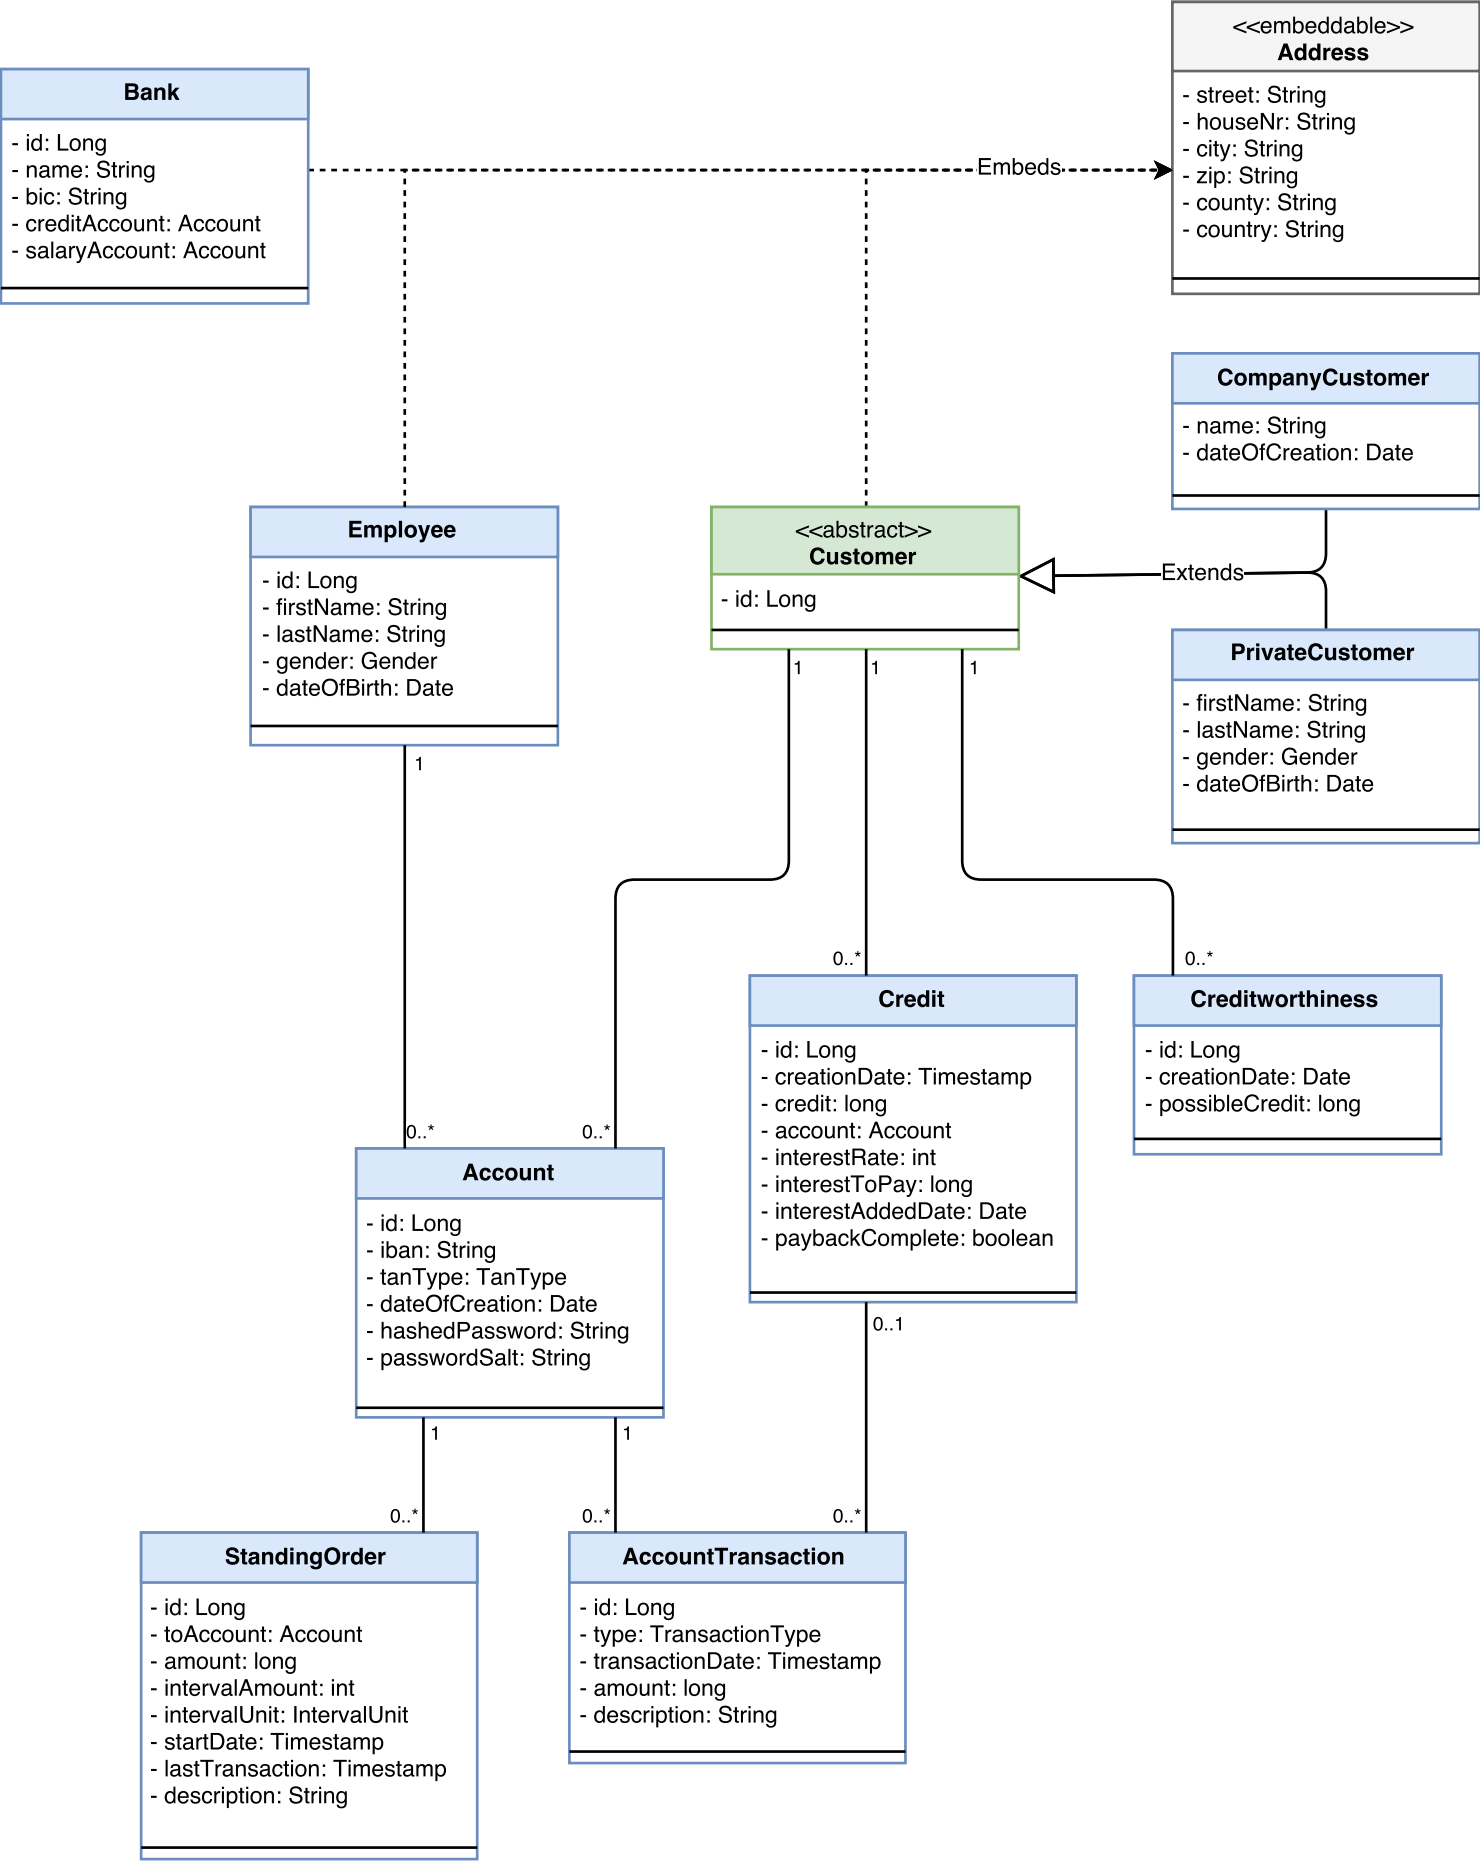 <<embeddable>>
Address
- street: String
- houseNr: String
- city: String
- zip: String
- county: String
- country: String
Bank
- id: Long
- name: String
- bic: String
- creditAccount: Account
- salaryAccount: Account
Embeds
CompanyCustomer
- name: String
- dateOfCreation: Date
Employee
- id: Long
- firstName: String
- lastName: String
- gender: Gender
- dateOfBirth: Date
<<abstract>>
Customer
- id: Long
Extends
PrivateCustomer
- firstName: String
- lastName: String
- gender: Gender
- dateOfBirth: Date
1
1
1
1
0..*
0..*
0..*
0..*
Credit
- id: Long
- creationDate: Timestamp
- credit: long
- account: Account
- interestRate: int
- interestToPay: long
- interestAddedDate: Date
- paybackComplete: boolean
Creditworthiness
- id: Long
- creationDate: Date
- possibleCredit: long
Account
- id: Long
- iban: String
- tanType: TanType
- dateOfCreation: Date
- hashedPassword: String
- passwordSalt: String
0..1
1
1
0..*
0..*
0..*
StandingOrder
- id: Long
- toAccount: Account
- amount: long
- intervalAmount: int
- intervalUnit: IntervalUnit
- startDate: Timestamp
- lastTransaction: Timestamp
- description: String
AccountTransaction
- id: Long
- type: TransactionType
- transactionDate: Timestamp
- amount: long
- description: String